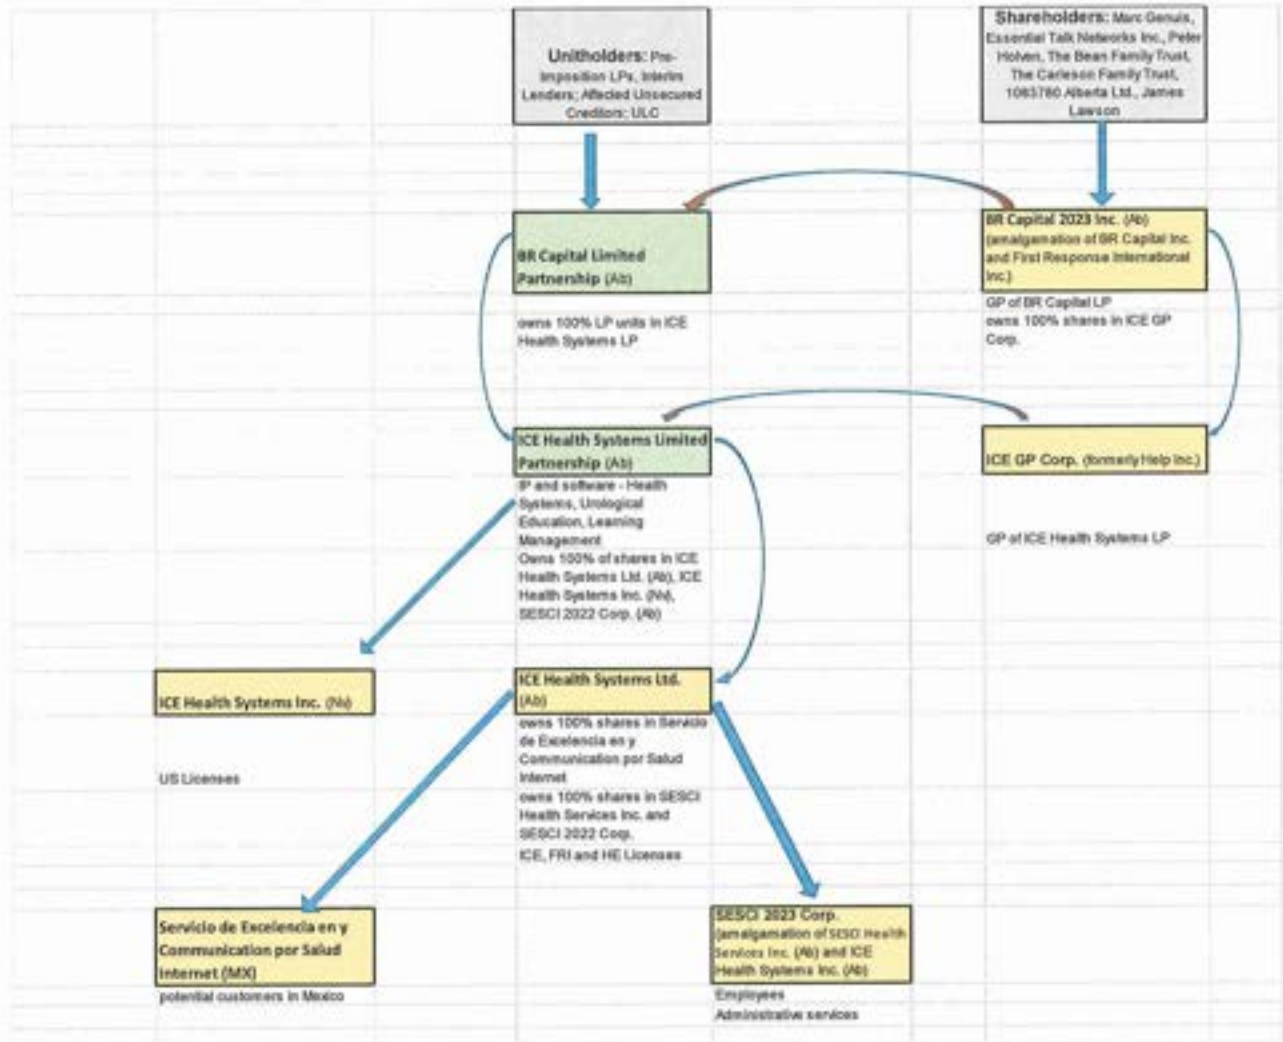 Unitholders: Pre-
Imposition LPs, Interim
Lenders; Affected Unsecured
Creditors; ULC
Shareholders: Marc Genuis,
Essential Talk Networks Inc., Peter
Holven, The Bean Family Trust,
The Carleson Family Trust,
1083780 Alberta Ltd., James
Lawson
BR Capital Limited
Partnership (Ab)
owns 100% LP units in ICE
Health Systems LP
BR Capital 2023 Inc. (Ab)
(amalgamation of BR Capital Inc.
and First Response International
Inc.)
GP of BR Capital LP
owns 100% shares in ICE GP
Corp.
ICE Health Systems Limited
Partnership (Ab)
IP and software - Health
Systems, Urological
Education, Learning
Management
Owns 100% of shares in ICE
Health Systems Ltd. (Ab), ICE
Health Systems Inc. (Nv),
SESCI 2022 Corp. (Ab)
ICE GP Corp. (formerly Help Inc.)
GP of ICE Health Systems LP
ICE Health Systems Inc. (Nv)
US Licenses
ICE Health Systems Ltd.
(Ab)
owns 100% shares in Servicio
de Excelencia en y
Communication por Salud
Internet
owns 100% shares in SESCI
Health Services Inc. and
SESCI 2022 Corp.
ICE, FRI and HE Licenses
Servicio de Excelencia en y
Communication por Salud
Internet (MX)
potential customers in Mexico
SESCI 2023 Corp.
(amalgamation of SESCI Health
Services Inc. (Ab) and ICE
Health Systems Inc. (Ab)
Employees
Administrative services